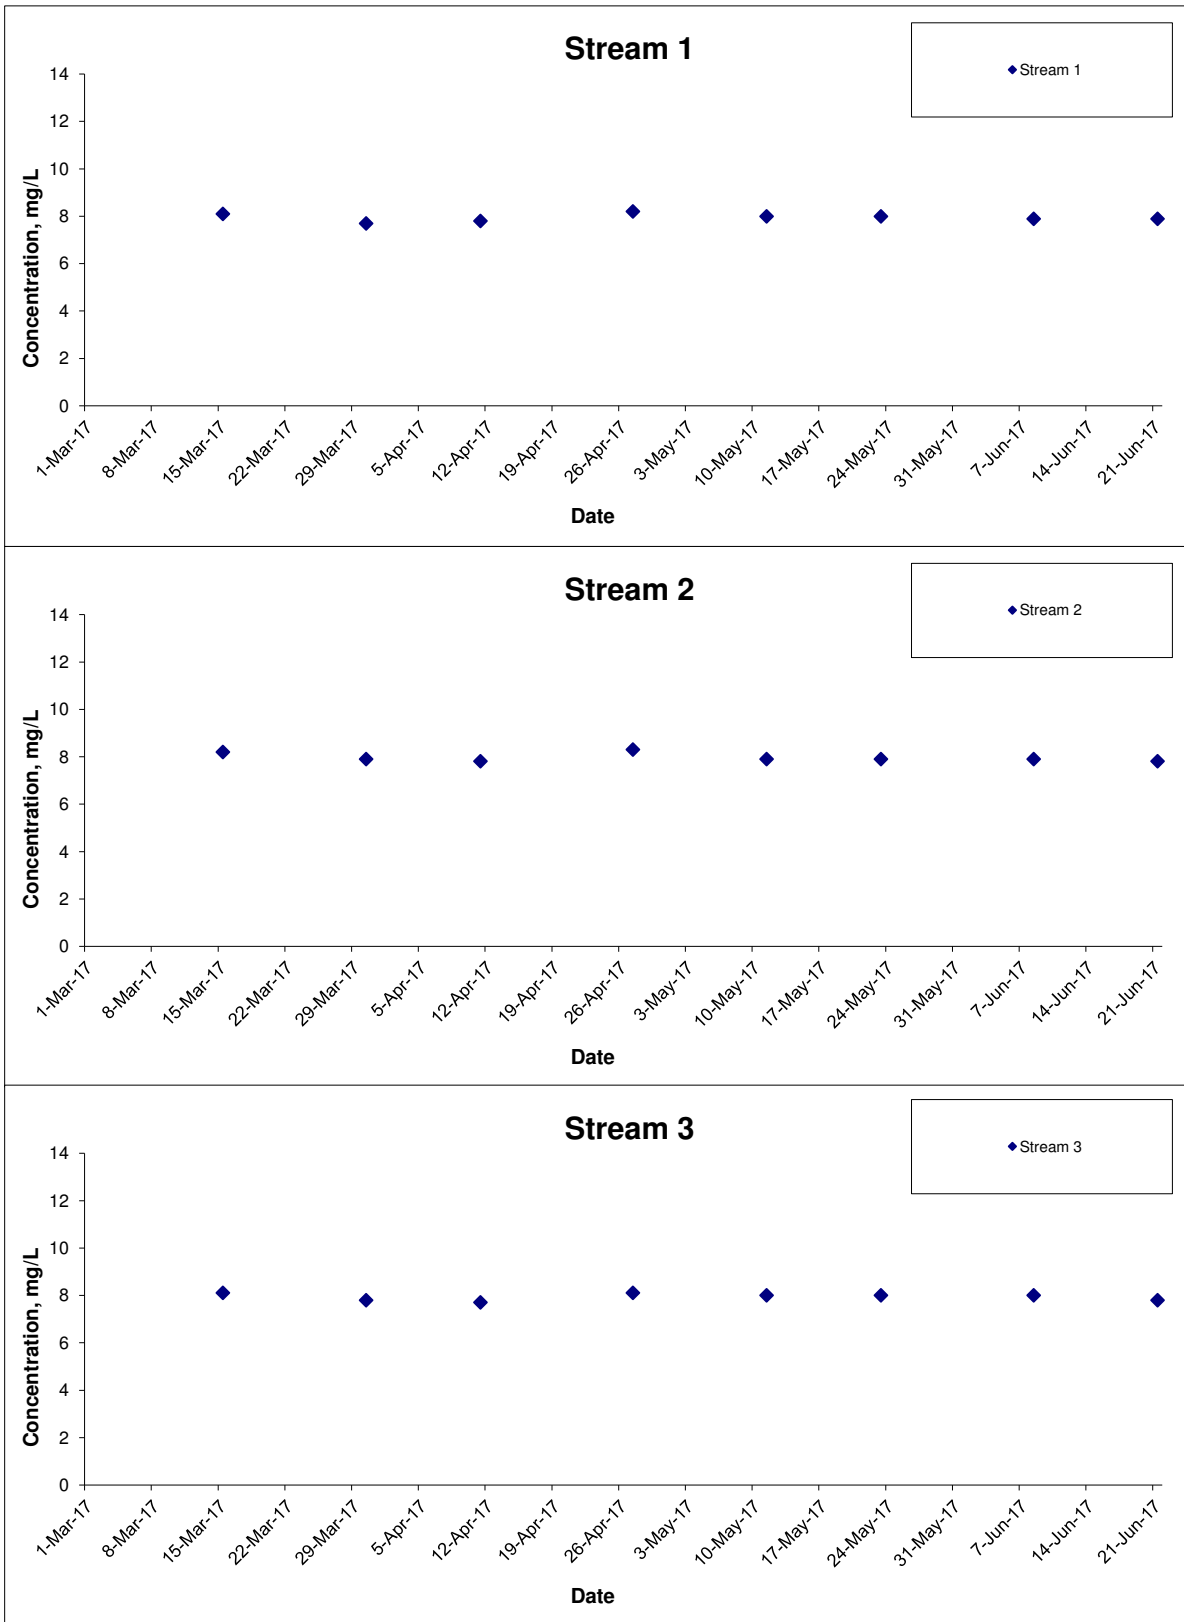 Stream 1
Stream 1
Concentration, mg/L
14
12
10
8
6
4
2
0
1-Mar-17
8-Mar-17
15-Mar-17
22-Mar-17
29-Mar-17
5-Apr-17
12-Apr-17
19-Apr-17
26-Apr-17
3-May-17
10-May-17
17-May-17
24-May-17
31-May-17
7-Jun-17
14-Jun-17
21-Jun-17
Date
Stream 2
Stream 2
Concentration, mg/L
14
12
10
8
6
4
2
0
1-Mar-17
8-Mar-17
15-Mar-17
22-Mar-17
29-Mar-17
5-Apr-17
12-Apr-17
19-Apr-17
26-Apr-17
3-May-17
10-May-17
17-May-17
24-May-17
31-May-17
7-Jun-17
14-Jun-17
21-Jun-17
Date
Stream 3
Stream 3
Concentration, mg/L
14
12
10
8
6
4
2
0
1-Mar-17
8-Mar-17
15-Mar-17
22-Mar-17
29-Mar-17
5-Apr-17
12-Apr-17
19-Apr-17
26-Apr-17
3-May-17
10-May-17
17-May-17
24-May-17
31-May-17
7-Jun-17
14-Jun-17
21-Jun-17
Date